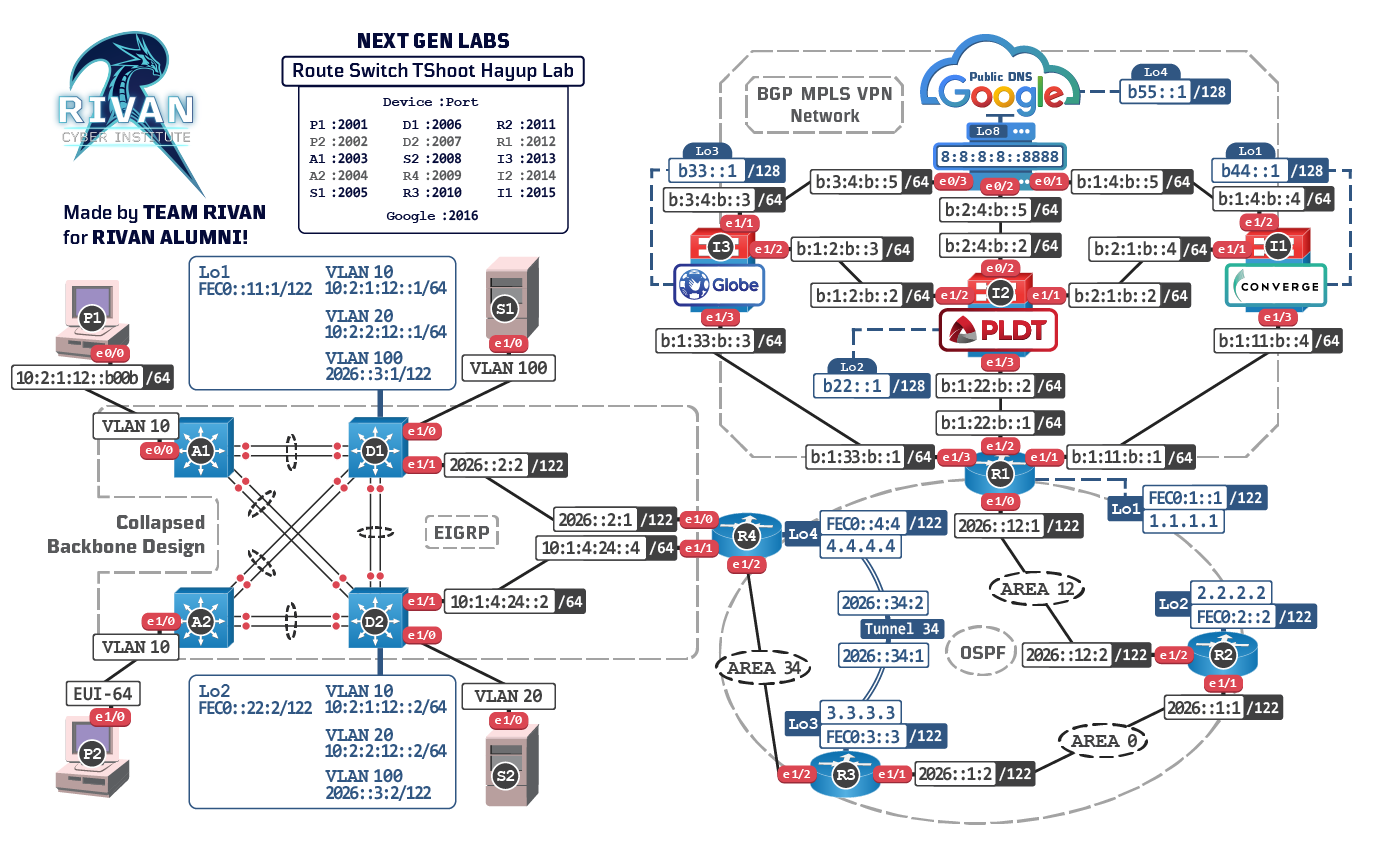 NEXT GEN LABS
Route Switch TShoot Hayup Lab
Device :Port
P1 :2001 D1 :2006 R2 :2011
P2 :2002 D2 :2007 R1 :2012
A1 :2003 S2 :2008 I3 :2013
A2 :2004 R4 :2009 I2 :2014
S1 :2005 R3 :2010 I1 :2015
Google :2016
RIVAN
CYBER INSTITUTE
Made by TEAM RIVAN
for RIVAN ALUMNI!
BGP MPLS VPN
Network
Public DNS
Google
Lo4
b55::1 /128
Lo8
8:8:8:8::8888
Lo3
b33::1 /128
Lo1
b44::1 /128
b:3:4:b::5 /64
e0/3
e0/2
e0/1
b:1:4:b::5 /64
b:3:4:b::3 /64
b:2:4:b::5 /64
b:1:4:b::4 /64
e1/1
e1/2
I3
e1/2
b:1:2:b::3 /64
b:2:4:b::2 /64
b:2:1:b::4 /64
e1/1
I1
e0/2
Globe
b:1:2:b::2 /64
e1/2
I2
e1/1
b:2:1:b::2 /64
CONVERGE
e1/3
PLDT
e1/3
b:1:33:b::3 /64
b:1:11:b::4 /64
e1/3
Lo2
b22::1 /128
b:1:22:b::2 /64
b:1:22:b::1 /64
e1/2
b:1:33:b::1 /64
e1/3
R1
e1/1
b:1:11:b::1 /64
e1/0
Lo1
FEC0:1::1 /122
1.1.1.1
2026::12:1 /122
AREA 12
2026::12:2 /122
e1/2
R2
Lo2
2.2.2.2
FEC0:2::2 /122
e1/1
2026::1:1 /122
AREA 0
OSPF
P1
e0/0
10:2:1:12::b00b /64
VLAN 10
e0/0
A1
Lo1
FEC0::11:1/122
VLAN 10
10:2:1:12::1/64
VLAN 20
10:2:2:12::1/64
VLAN 100
2026::3:1/122
S1
e1/0
VLAN 100
D1
e1/0
e1/1
2026::2:2 /122
Collapsed
Backbone Design
EIGRP
2026::2:1 /122
e1/0
10:1:4:24::4 /64
e1/1
R4
e1/2
Lo4
FEC0::4:4 /122
4.4.4.4
2026::34:2
Tunnel 34
2026::34:1
AREA 34
Lo3
3.3.3.3
FEC0:3::3 /122
e1/2
R3
e1/1
2026::1:2 /122
e1/0
A2
VLAN 10
D2
e1/1
10:1:4:24::2 /64
e1/0
EUI-64
e1/0
P2
Lo2
FEC0::22:2/122
VLAN 10
10:2:1:12::2/64
VLAN 20
10:2:2:12::2/64
VLAN 100
2026::3:2/122
VLAN 20
e1/0
S2